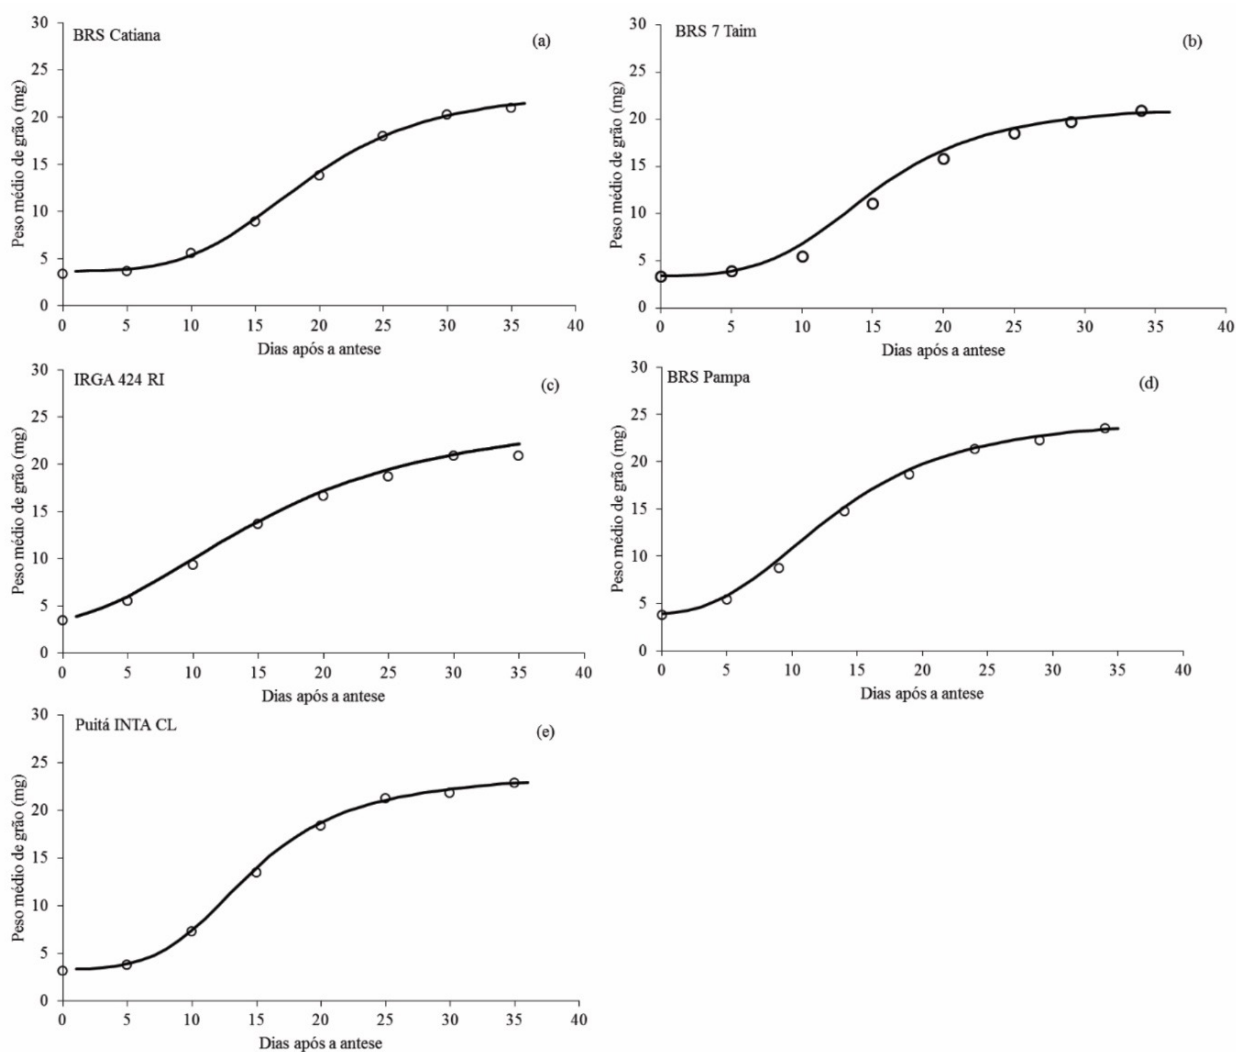 BRS Catiana
(a)
Peso médio de grão (mg)
30
25
20
15
10
5
0
0 5 10 15 20 25 30 35 40
Dias após a antese
BRS 7 Taim
(b)
Peso médio de grão (mg)
30
25
20
15
10
5
0
0 5 10 15 20 25 30 35 40
Dias após a antese
IRGA 424 RI
(c)
Peso médio de grão (mg)
30
25
20
15
10
5
0
0 5 10 15 20 25 30 35 40
Dias após a antese
BRS Pampa
(d)
Peso médio de grão (mg)
30
25
20
15
10
5
0
0 5 10 15 20 25 30 35 40
Dias após a antese
Puitá INTA CL
(e)
Peso médio de grão (mg)
30
25
20
15
10
5
0
0 5 10 15 20 25 30 35 40
Dias após a antese